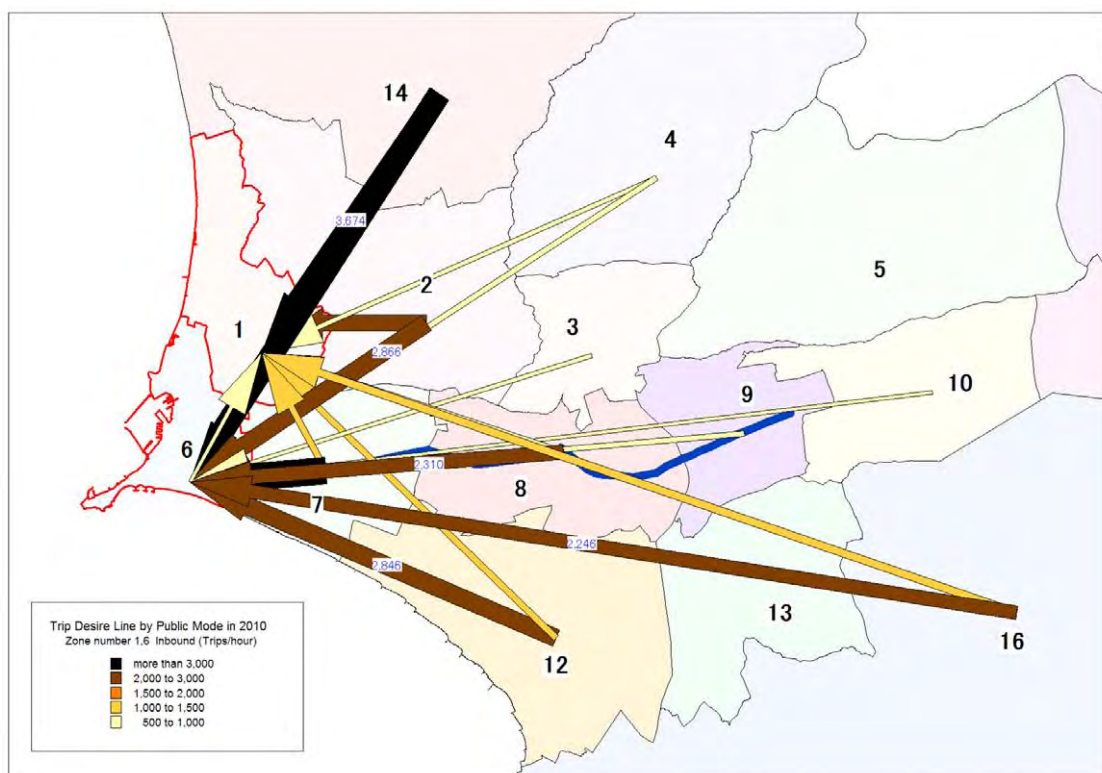 14
4
3,674
5
2
1
3
2,866
9
10
6
2,310
8
7
2,246
2,846
13
16
12
Trip Desire Line by Public Mode in 2010
Zone number 1,6 Inbound (Trips/hour)
more than 3,000
2,000 to 3,000
1,500 to 2,000
1,000 to 1,500
500 to 1,000